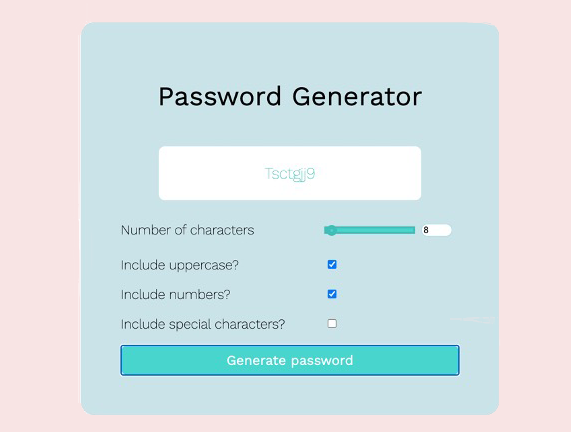 Password Generator
Tsctgjj9
Number of characters 8
Include uppercase?
Include numbers?
Include special characters?
Generate password